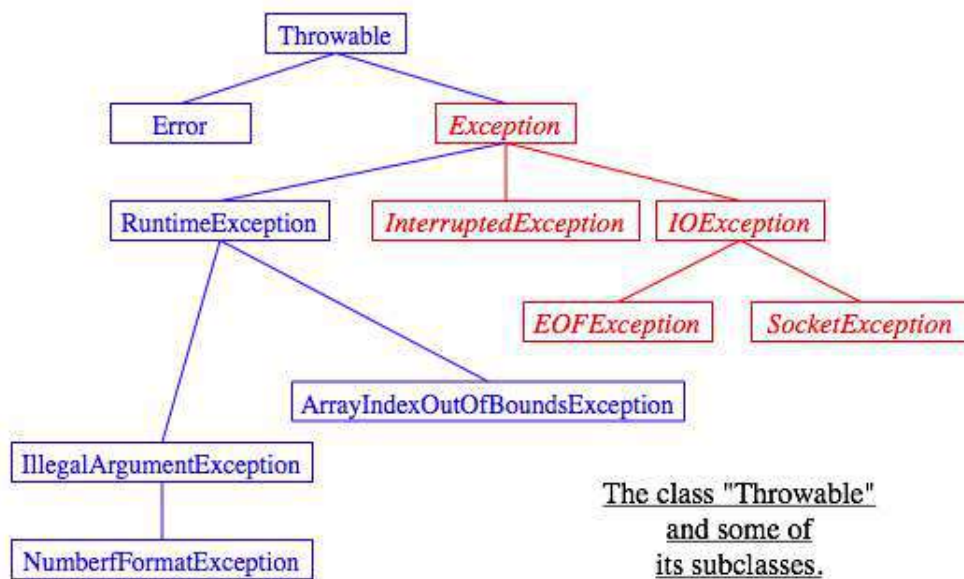 Throwable
Error
Exception
RuntimeException
InterruptedException
IOException
EOFException
SocketException
ArrayIndexOutOfBoundsException
IllegalArgumentException
NumberfFormatException
The class "Throwable"
and some of
its subclasses.